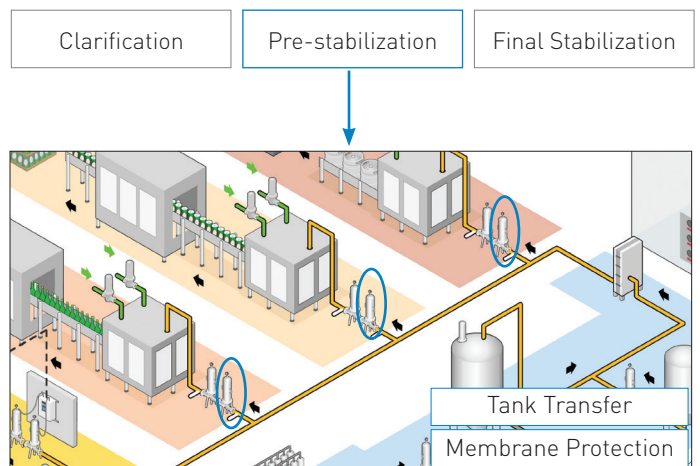 Clarification
Pre-stabilization
Final Stabilization
Tank Transfer
Membrane Protection